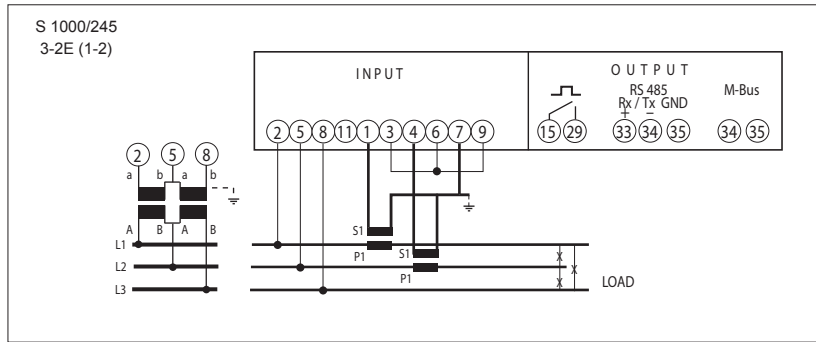 S 1000/245
3-2E (1-2)
INPUT
OUTPUT
RS 485
Rx / Tx GND
+ −
M-Bus
2 5 8 11 1 3 4 6 7 9
15 29 33 34 35 34 35
2 5 8
a b a b
A B A B
S1
P1
S1
P1
L1
L2
L3
LOAD